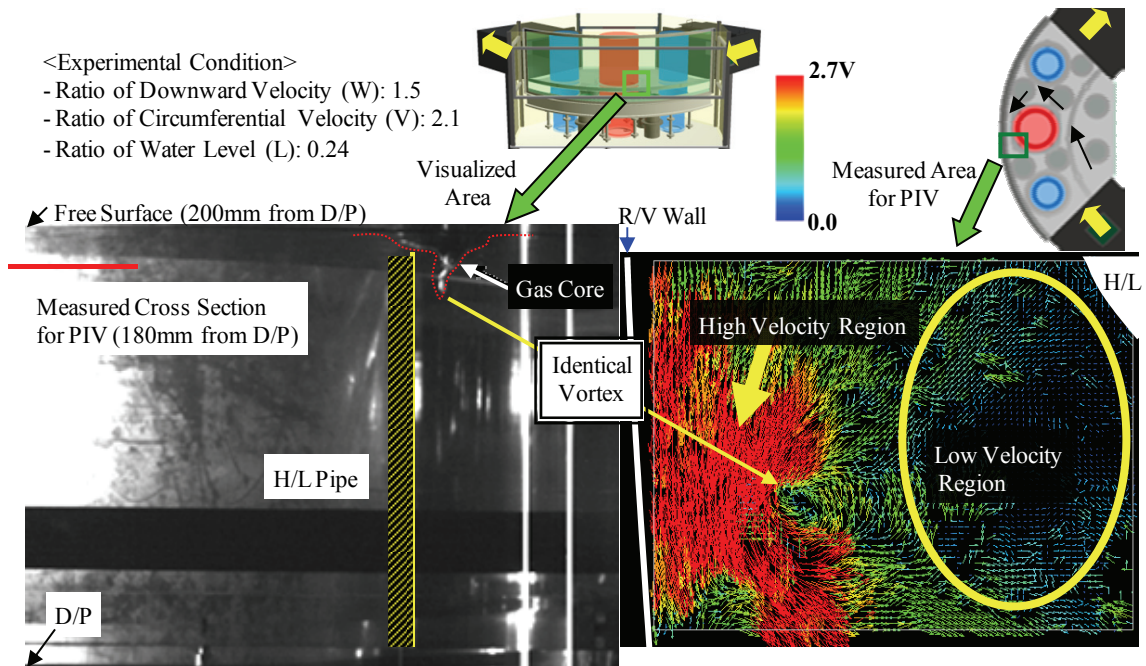 <Experimental Condition>
- Ratio of Downward Velocity (W): 1.5
- Ratio of Circumferential Velocity (V): 2.1
- Ratio of Water Level (L): 0.24
Visualized
Area
2.7V
0.0
Measured Area
for PIV
Free Surface (200mm from D/P)
R/V Wall
Measured Cross Section
for PIV (180mm from D/P)
Gas Core
H/L
High Velocity Region
Identical
Vortex
H/L Pipe
Low Velocity
Region
D/P